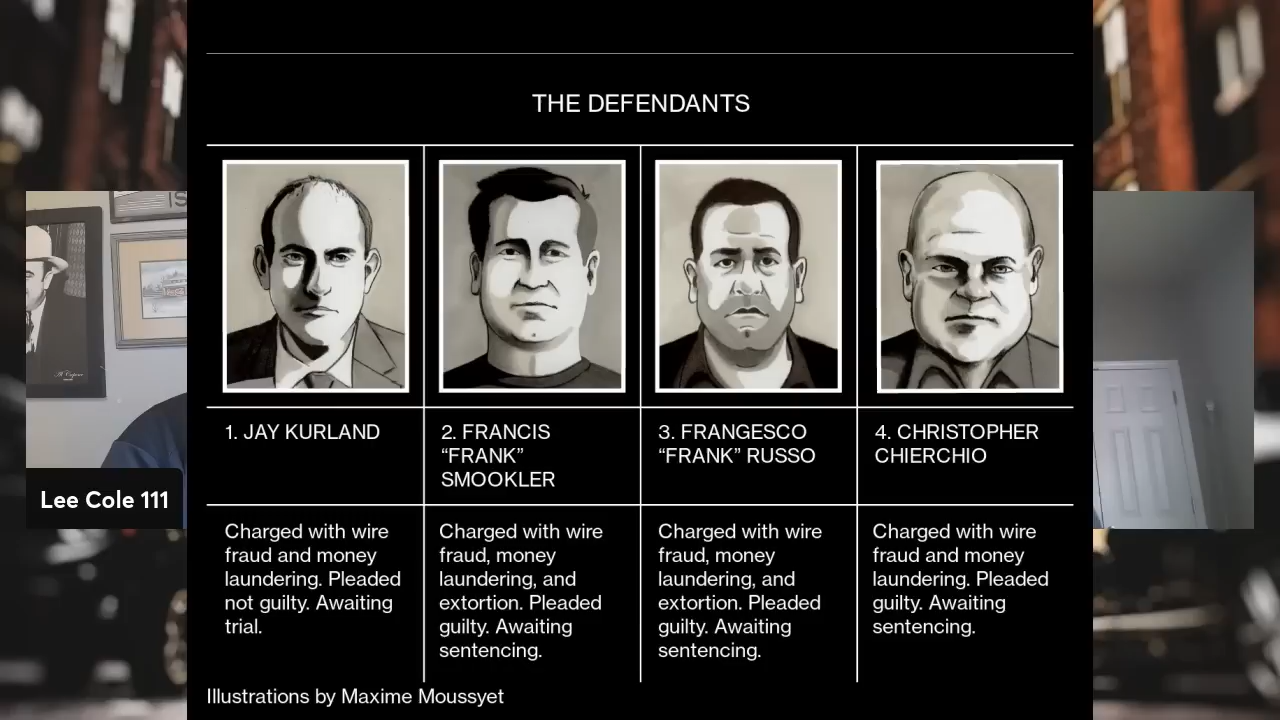 THE DEFENDANTS
1. JAY KURLAND
2. FRANCIS
“FRANK”
SMOOKLER
3. FRANGESCO
“FRANK” RUSSO
4. CHRISTOPHER
CHIERCHIO
Charged with wire
fraud and money
laundering. Pleaded
not guilty. Awaiting
trial.
Charged with wire
fraud, money
laundering, and
extortion. Pleaded
guilty. Awaiting
sentencing.
Charged with wire
fraud, money
laundering, and
extortion. Pleaded
guilty. Awaiting
sentencing.
Charged with wire
fraud and money
laundering. Pleaded
guilty. Awaiting
sentencing.
Illustrations by Maxime Moussyet
Lee Cole 111
Al Capone
IS